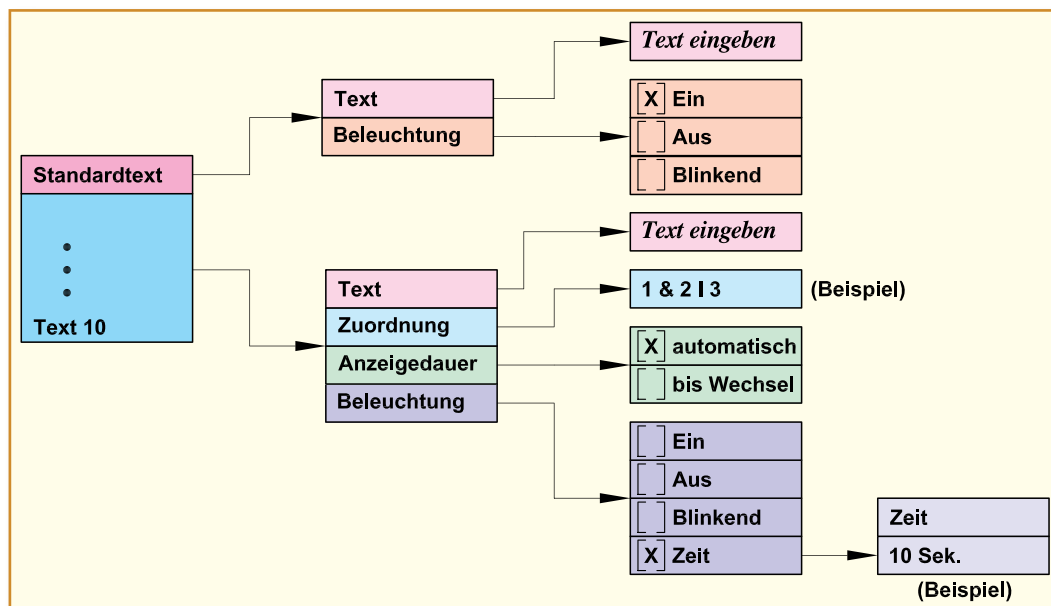 Standardtext
Text 10
Text
Beleuchtung
Text eingeben
[X] Ein
[ ] Aus
[ ] Blinkend
Text
Zuordnung
Anzeigedauer
Beleuchtung
Text eingeben
1 & 2 I 3
(Beispiel)
[X] automatisch
[ ] bis Wechsel
[ ] Ein
[ ] Aus
[ ] Blinkend
[X] Zeit
Zeit
10 Sek.
(Beispiel)